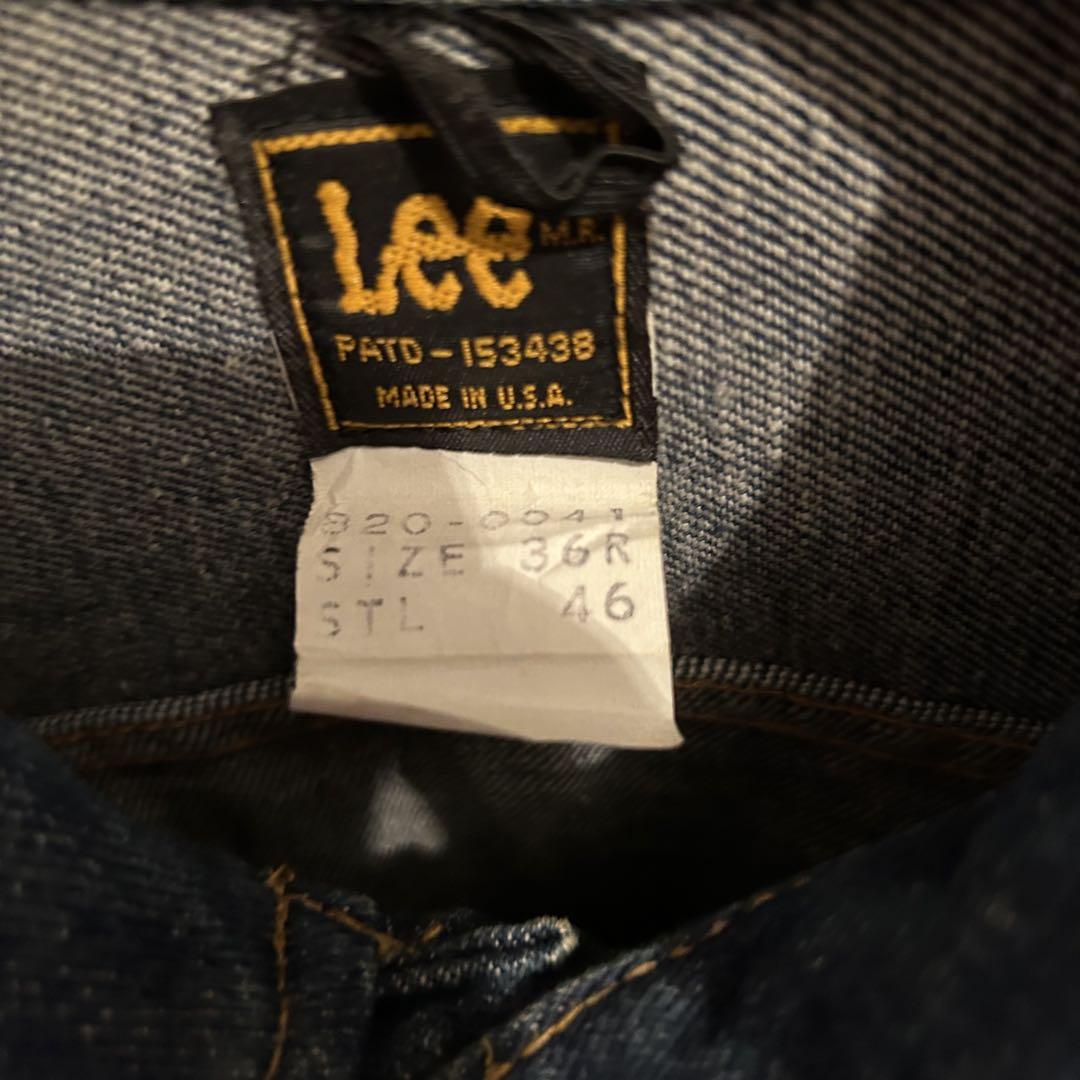 Lee M.R.
PATD-153438
MADE IN U.S.A.
820-0041
SIZE 36R
STL 46